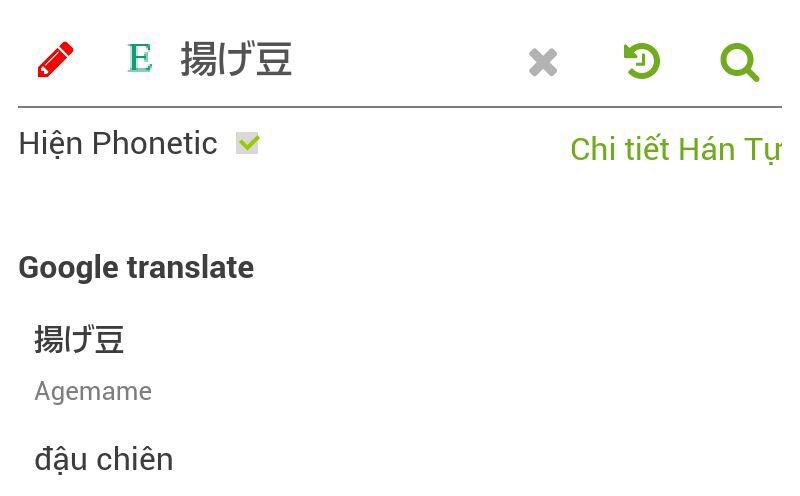 E 揚げ豆
Hiện Phonetic
Chi tiết Hán Tự
Google translate
揚げ豆
Agemame
đậu chiên